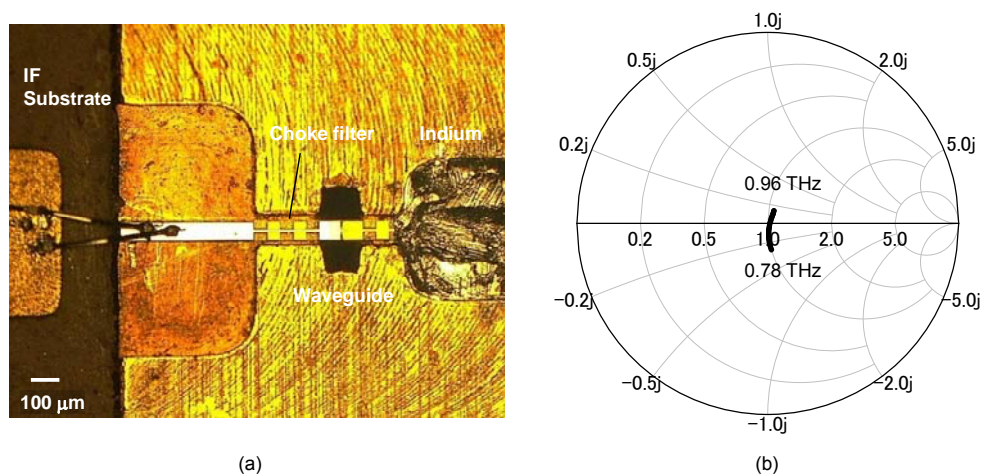 IF
Substrate
Choke filter
Indium
Waveguide
100 μm
(a)
1.0j
0.5j
2.0j
0.2j
5.0j
0.96 THz
0.2
0.5
1.0
2.0
5.0
0.78 THz
−0.2j
−5.0j
−0.5j
−2.0j
−1.0j
(b)